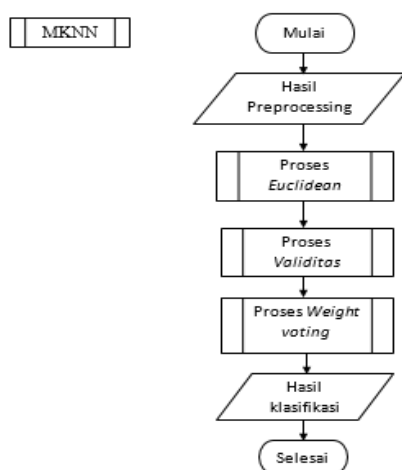 MKNN
Mulai
Hasil
Preprocessing
Proses
Euclidean
Proses
Validitas
Proses Weight
voting
Hasil
klasifikasi
Selesai